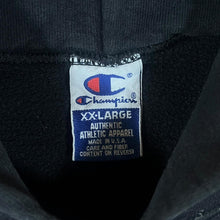 Champion
XX-LARGE
AUTHENTIC
ATHLETIC APPAREL
MADE IN U.S.A.
CARE AND FIBER
CONTENT ON REVERSE